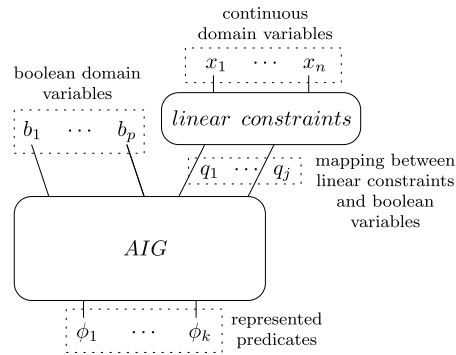 continuous
domain variables
x₁ ··· xₙ
boolean domain
variables
linear constraints
b₁ ··· bₚ
q₁ ··· qⱼ
mapping between
linear constraints
and boolean
variables
AIG
ϕ₁ ··· ϕₖ
represented
predicates